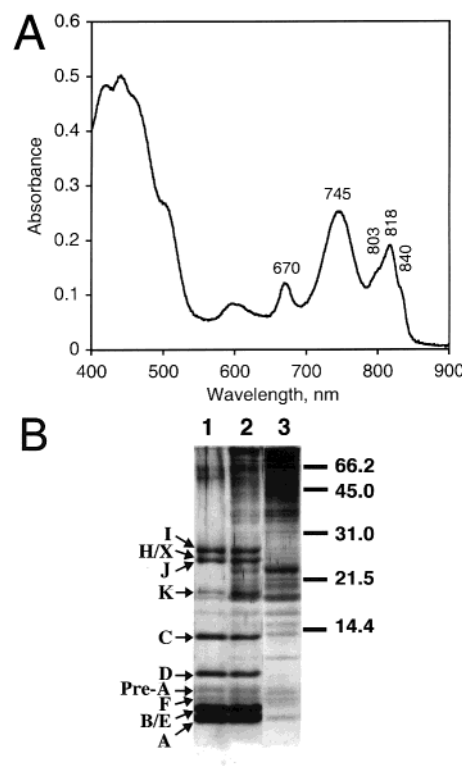 A
0.6
0.5
0.4
0.3
0.2
0.1
0
Absorbance
670
745
803
818
840
400 500 600 700 800 900
Wavelength, nm
B
1 2 3
66.2
45.0
31.0
21.5
14.4
I
H/X
J
K
C
D
Pre-A
F
B/E
A